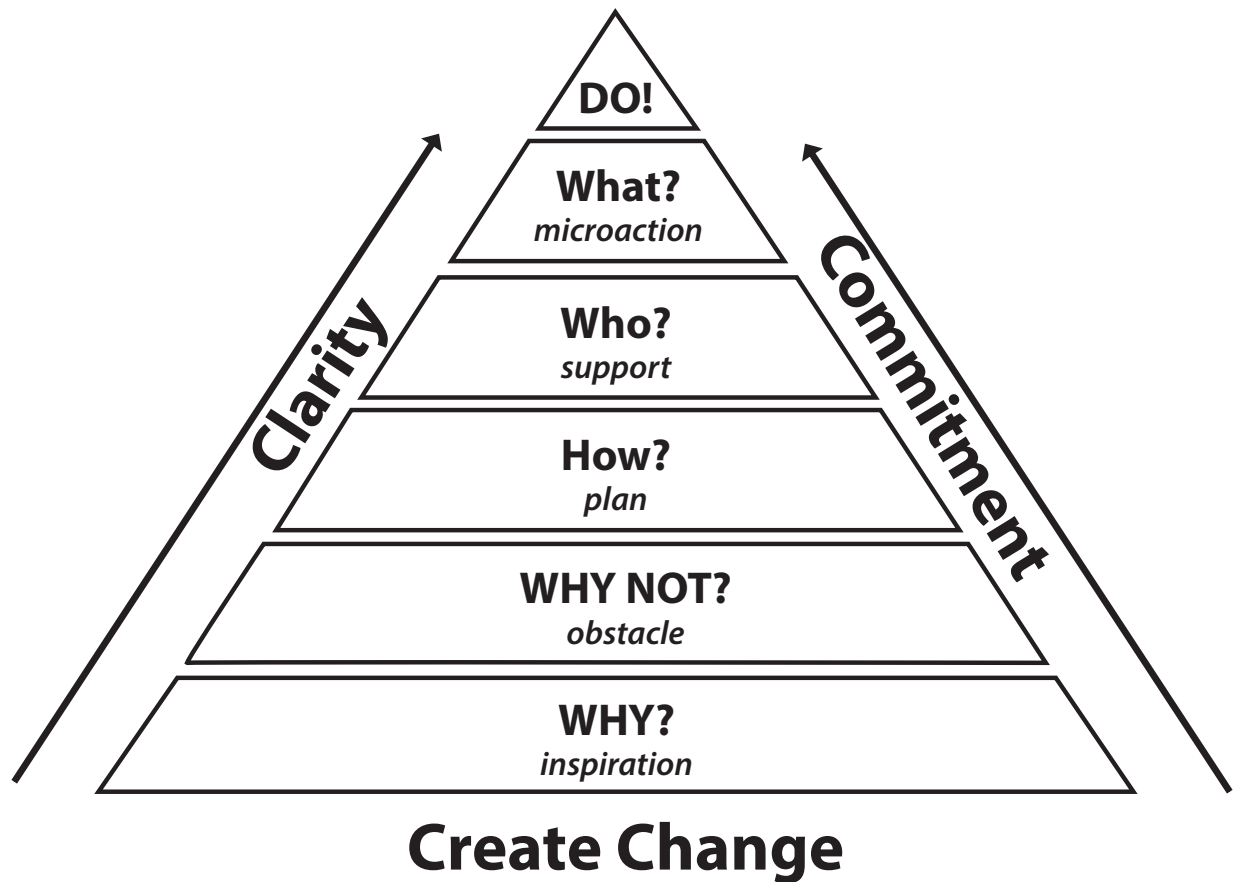 DO!
What?
microaction
Who?
support
How?
plan
WHY NOT?
obstacle
WHY?
inspiration
Clarity
Commitment
Create Change